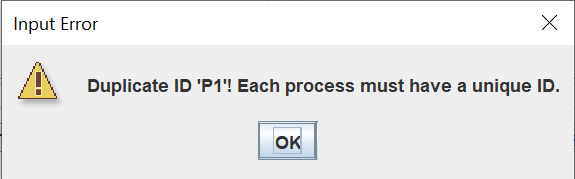 Input Error
Duplicate ID 'P1'! Each process must have a unique ID.
OK